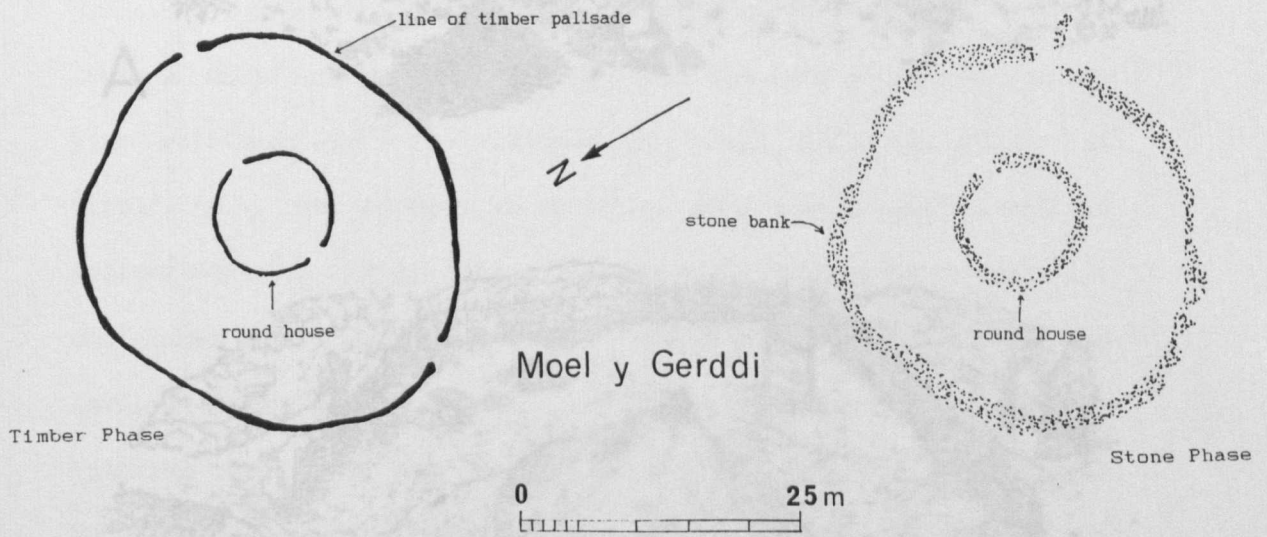 line of timber palisade
A
N
stone bank
round house
round house
Moel y Gerddi
Timber Phase
Stone Phase
0 25m